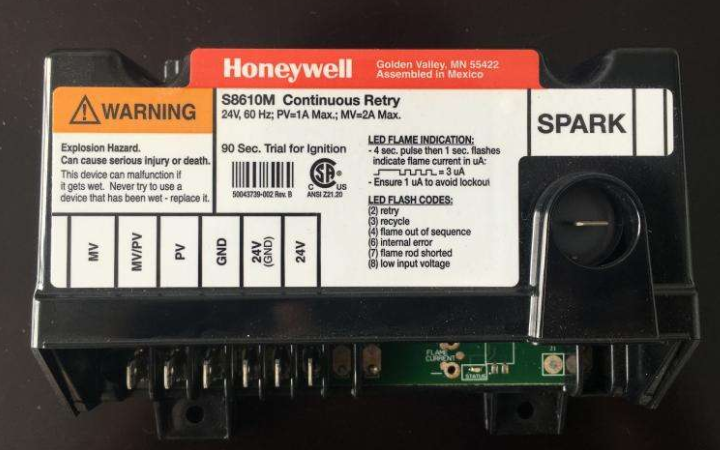 Honeywell
Golden Valley, MN 55422
Assembled in Mexico
WARNING
Explosion Hazard.
Can cause serious injury or death.
This device can malfunction if
it gets wet. Never try to use a
device that has been wet - replace it.
S8610M Continuous Retry
24V, 60 Hz; PV=1A Max.; MV=2A Max.
90 Sec. Trial for Ignition
50043739-002 Rev. B
C US
ANSI Z21.20
LED FLAME INDICATION:
- 4 sec. pulse then 1 sec. flashes
indicate flame current in uA:
= 3 uA
- Ensure 1 uA to avoid lockout
LED FLASH CODES:
(2) retry
(3) recycle
(4) flame out of sequence
(6) internal error
(7) flame rod shorted
(8) low input voltage
SPARK
MV
MV/PV
PV
GND
24V
(GND)
24V
FLAME
CURRENT
STATUS